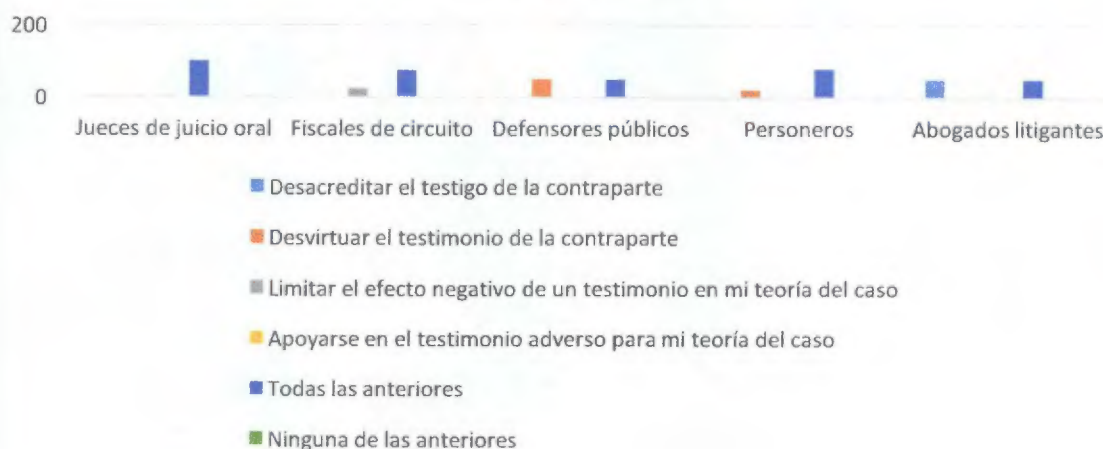 200
0
Jueces de juicio oral Fiscales de circuito Defensores públicos Personeros Abogados litigantes
Desacreditar el testigo de la contraparte
Desvirtuar el testimonio de la contraparte
Limitar el efecto negativo de un testimonio en mi teoría del caso
Apoyarse en el testimonio adverso para mi teoría del caso
Todas las anteriores
Ninguna de las anteriores